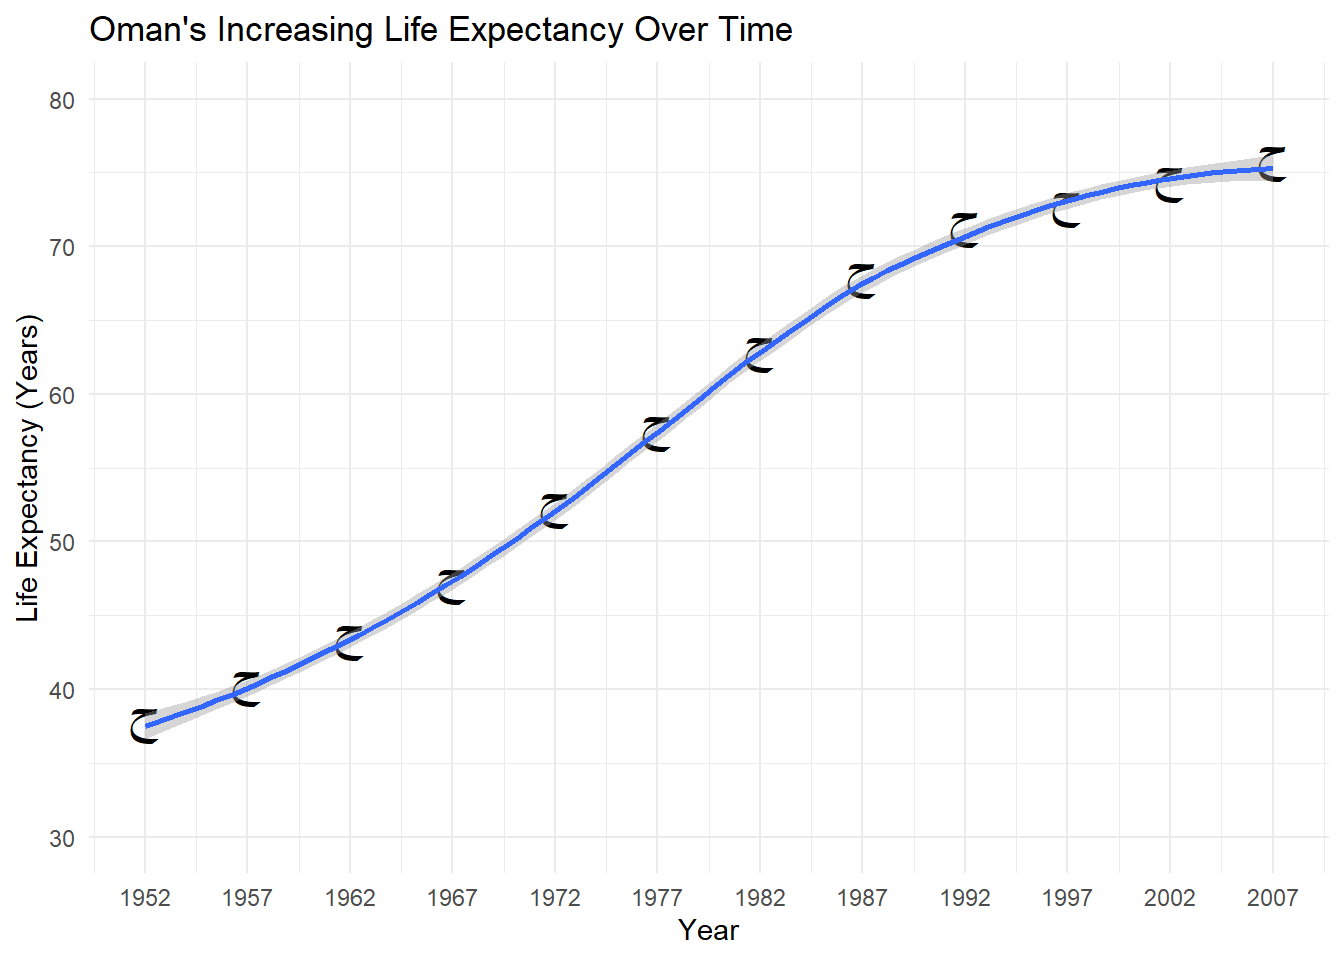 Oman's Increasing Life Expectancy Over Time
Life Expectancy (Years)
80
70
60
50
40
30
ح ح ح ح ح ح ح ح ح ح ح ح
1952 1957 1962 1967 1972 1977 1982 1987 1992 1997 2002 2007
Year